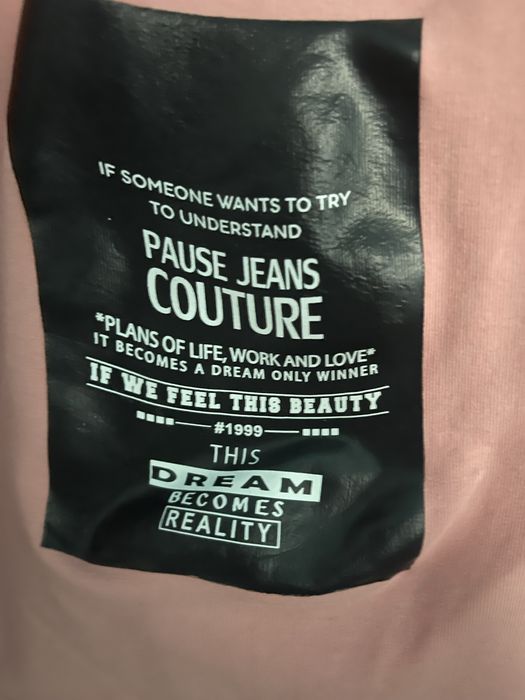 IF SOMEONE WANTS TO TRY
TO UNDERSTAND
PAUSE JEANS
COUTURE
*PLANS OF LIFE, WORK AND LOVE*
IT BECOMES A DREAM ONLY WINNER
IF WE FEEL THIS BEAUTY
#1999
THIS
DREAM
BECOMES
REALITY